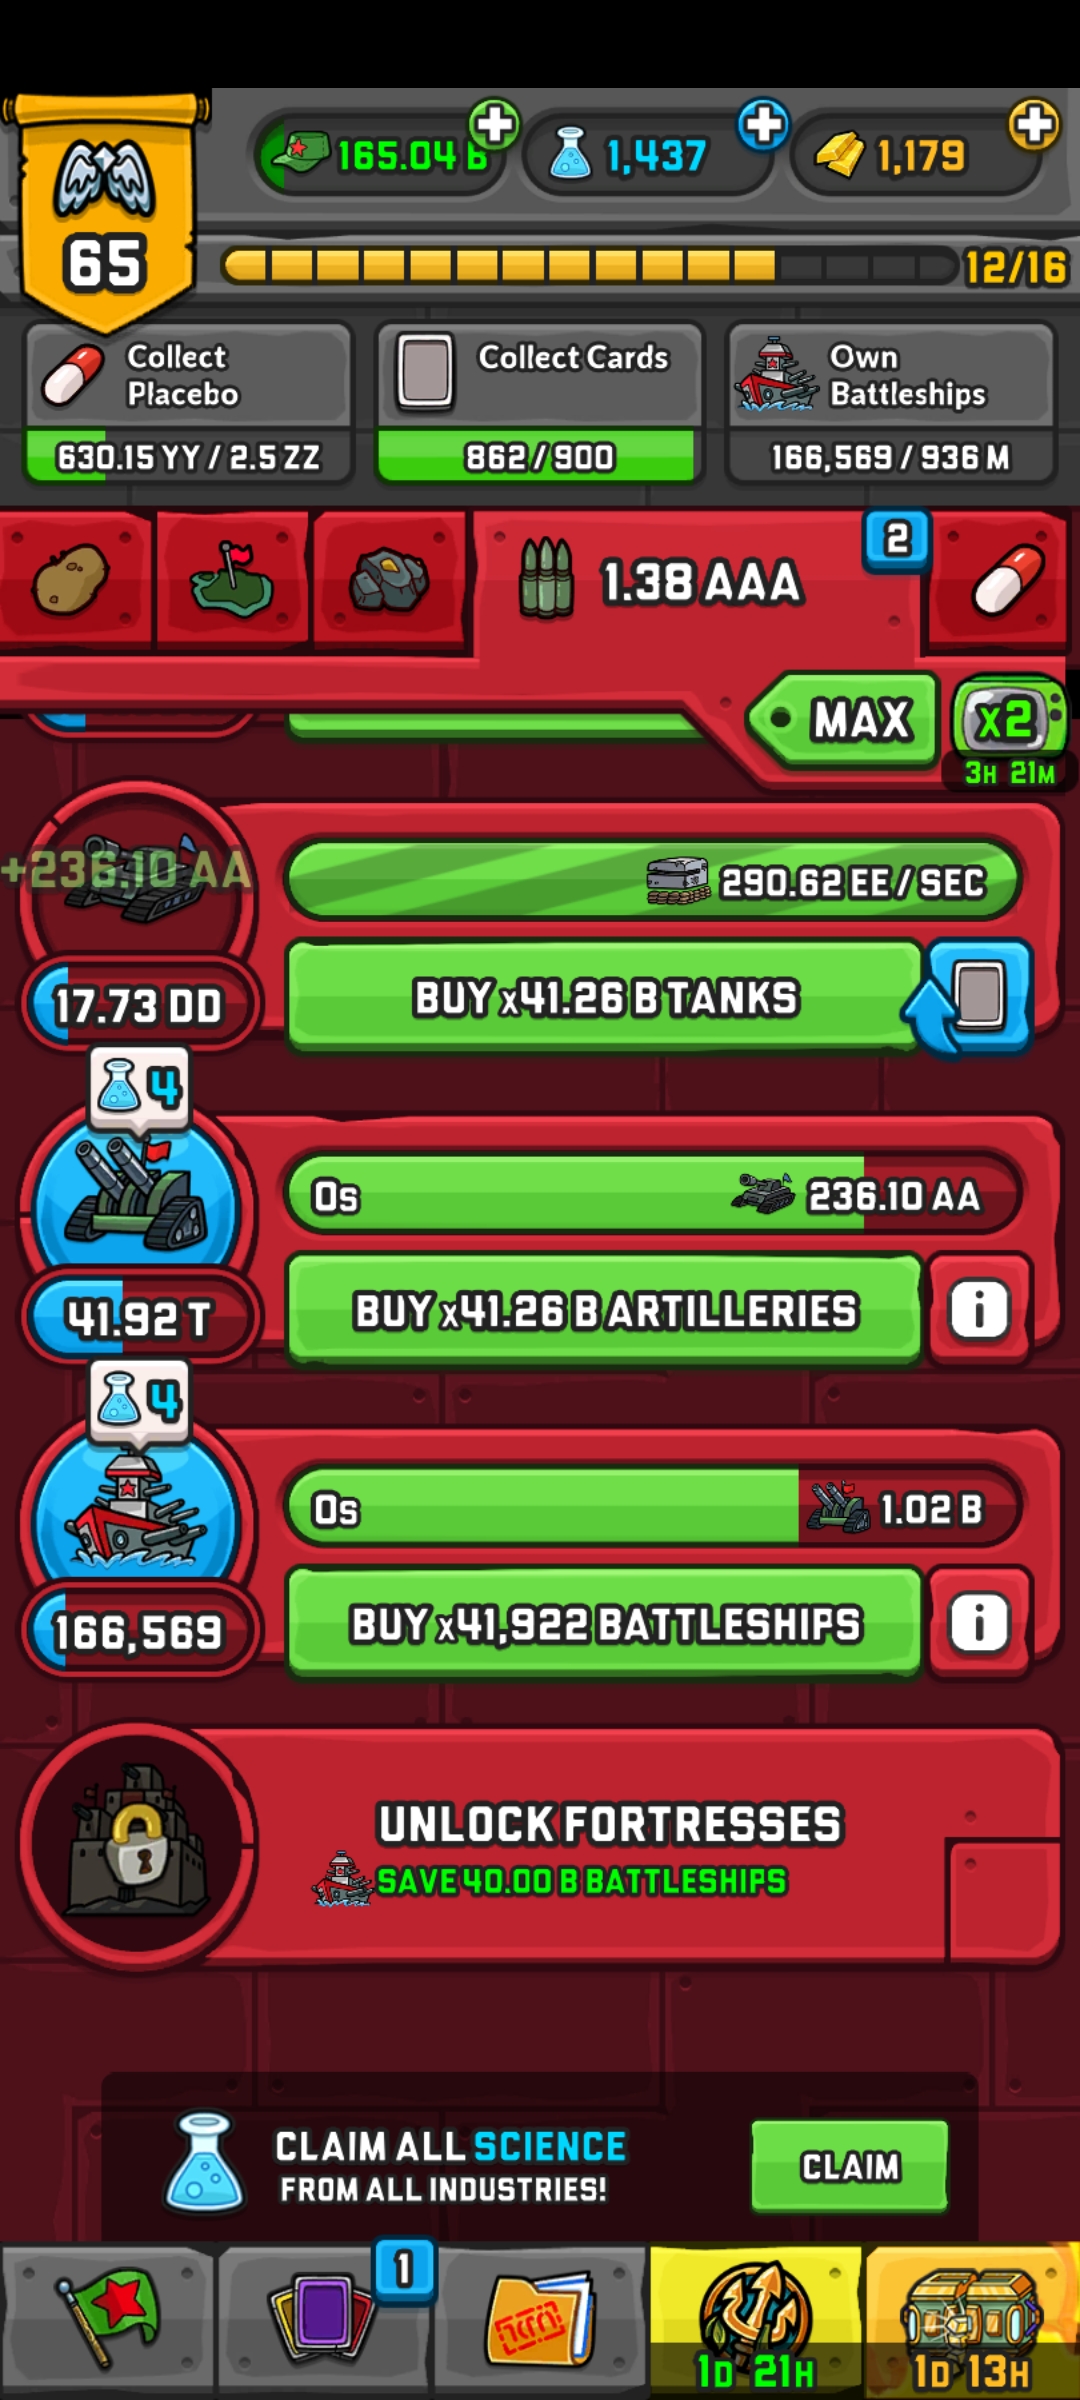 65
165.04 B
1,437
1,179
12/16
Collect
Placebo
630.15 YY / 2.5 ZZ
Collect Cards
862/900
Own
Battleships
166,569 / 936 M
1.38 AAA
2
MAX
x2
3H 21M
+236.10 AA
290.62 EE / SEC
17.73 DD
BUY x41.26 B TANKS
4
0s
236.10 AA
41.92 T
BUY x41.26 B ARTILLERIES
i
4
0s
1.02 B
166,569
BUY x41,922 BATTLESHIPS
i
UNLOCK FORTRESSES
SAVE 40.00 B BATTLESHIPS
CLAIM ALL SCIENCE
FROM ALL INDUSTRIES!
CLAIM
1
1D 21H
1D 13H